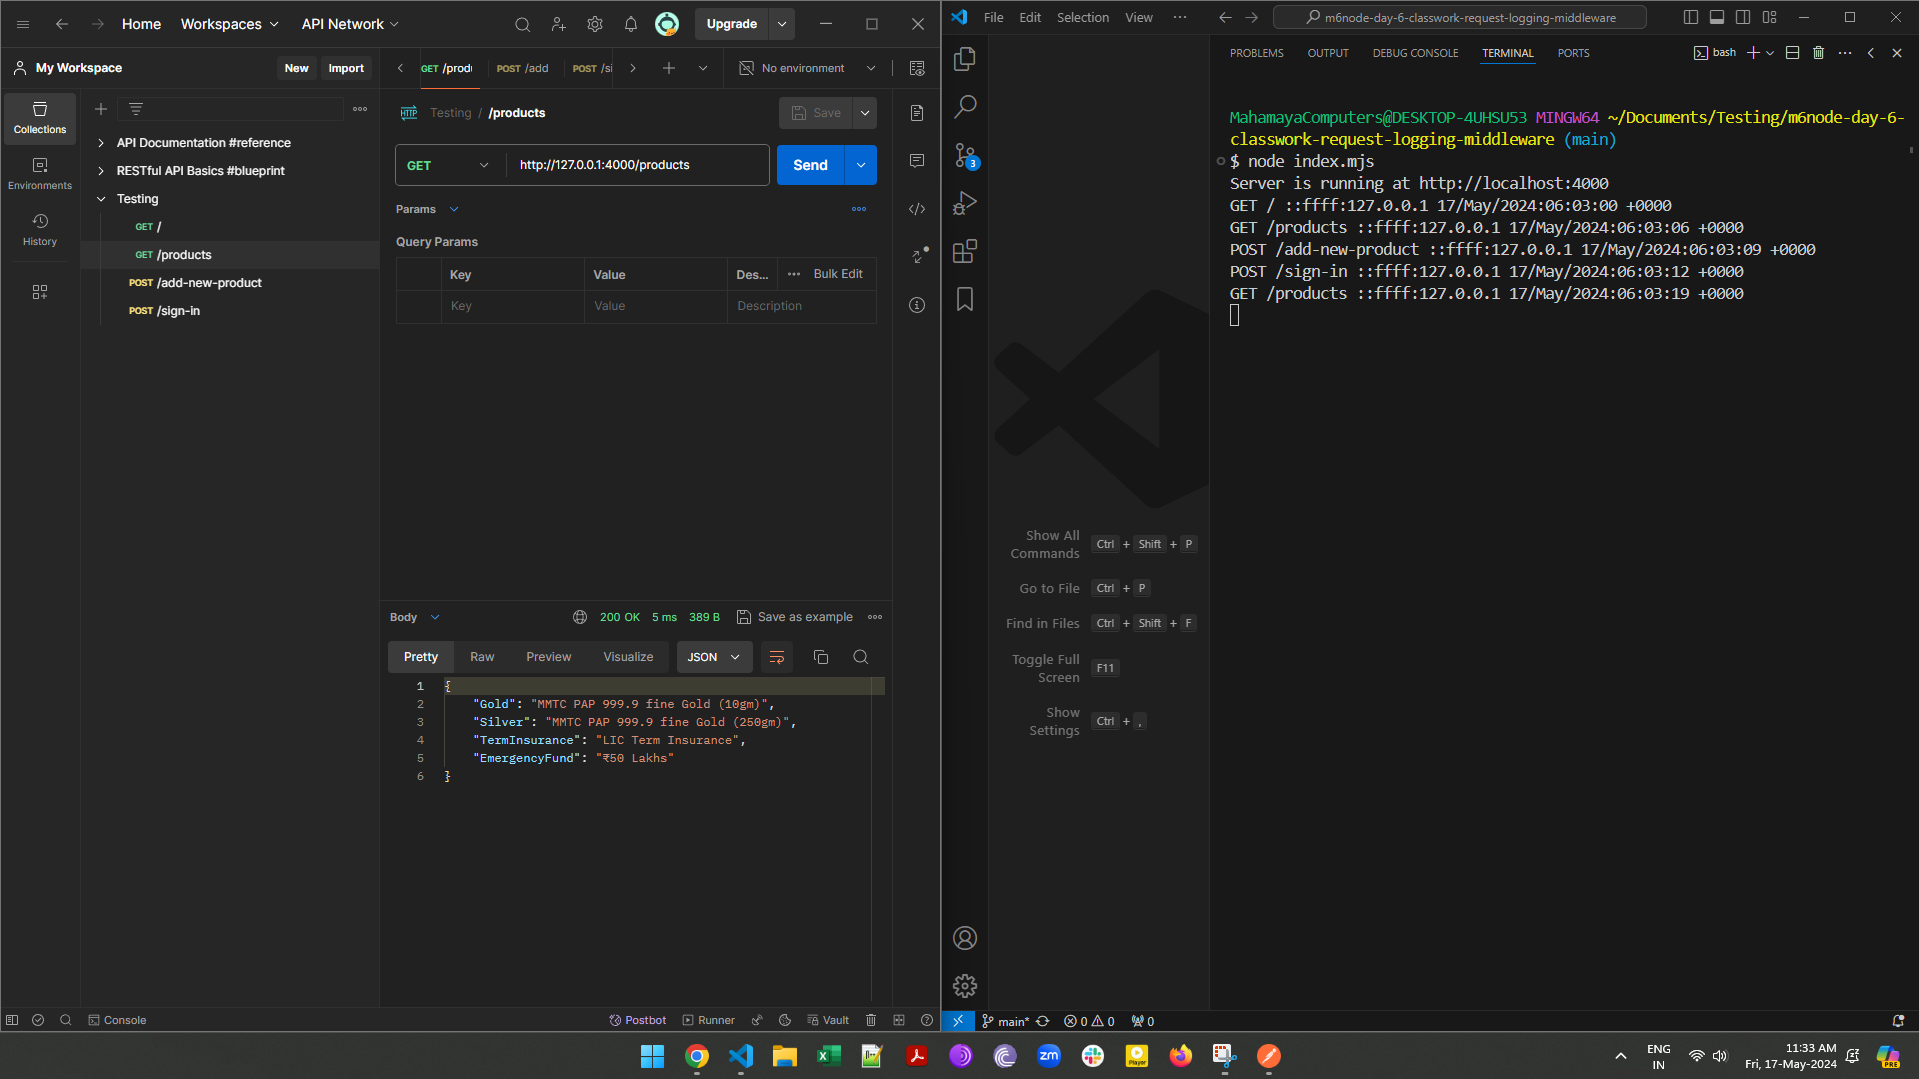 Home
Workspaces
API Network
Upgrade
My Workspace
New
Import
GET /prod
POST /add
POST /si
No environment
Collections
Environments
History
API Documentation #reference
RESTful API Basics #blueprint
Testing
GET /
GET /products
POST /add-new-product
POST /sign-in
HTTP
Testing / /products
Save
GET
http://127.0.0.1:4000/products
Send
Params
Query Params
Key Value Des... Bulk Edit
Key Value Description
Body
200 OK 5 ms 389 B
Save as example
Pretty Raw Preview Visualize JSON
1 {
2 "Gold": "MMTC PAP 999.9 fine Gold (10gm)",
3 "Silver": "MMTC PAP 999.9 fine Gold (250gm)",
4 "TermInsurance": "LIC Term Insurance",
5 "EmergencyFund": "₹50 Lakhs"
6 }
Console
Postbot Runner Vault
File Edit Selection View
m6node-day-6-classwork-request-logging-middleware
PROBLEMS OUTPUT DEBUG CONSOLE TERMINAL PORTS
bash
3
MahamayaComputers@DESKTOP-4UHSU53 MINGW64 ~/Documents/Testing/m6node-day-6-
classwork-request-logging-middleware (main)
$ node index.mjs
Server is running at http://localhost:4000
GET / ::ffff:127.0.0.1 17/May/2024:06:03:00 +0000
GET /products ::ffff:127.0.0.1 17/May/2024:06:03:06 +0000
POST /add-new-product ::ffff:127.0.0.1 17/May/2024:06:03:09 +0000
POST /sign-in ::ffff:127.0.0.1 17/May/2024:06:03:12 +0000
GET /products ::ffff:127.0.0.1 17/May/2024:06:03:19 +0000
Show All
Commands
Ctrl + Shift + P
Go to File Ctrl + P
Find in Files Ctrl + Shift + F
Toggle Full
Screen
F11
Show
Settings
Ctrl + ,
main* 0 0 0
zm
Player
ENG
IN
11:33 AM
Fri, 17-May-2024
PRE